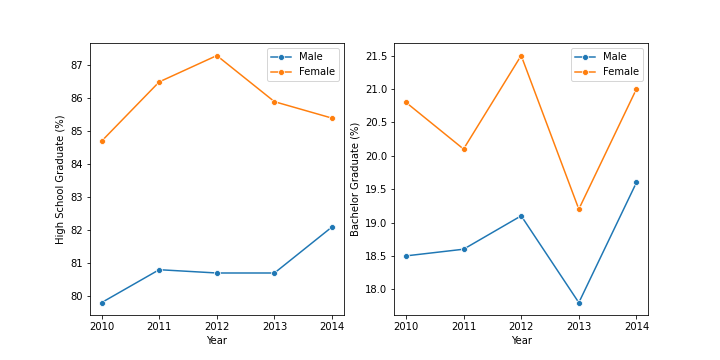 High School Graduate (%)
87
86
85
84
83
82
81
80
2010 2011 2012 2013 2014
Year
Male
Female
Bachelor Graduate (%)
21.5
21.0
20.5
20.0
19.5
19.0
18.5
18.0
2010 2011 2012 2013 2014
Year
Male
Female